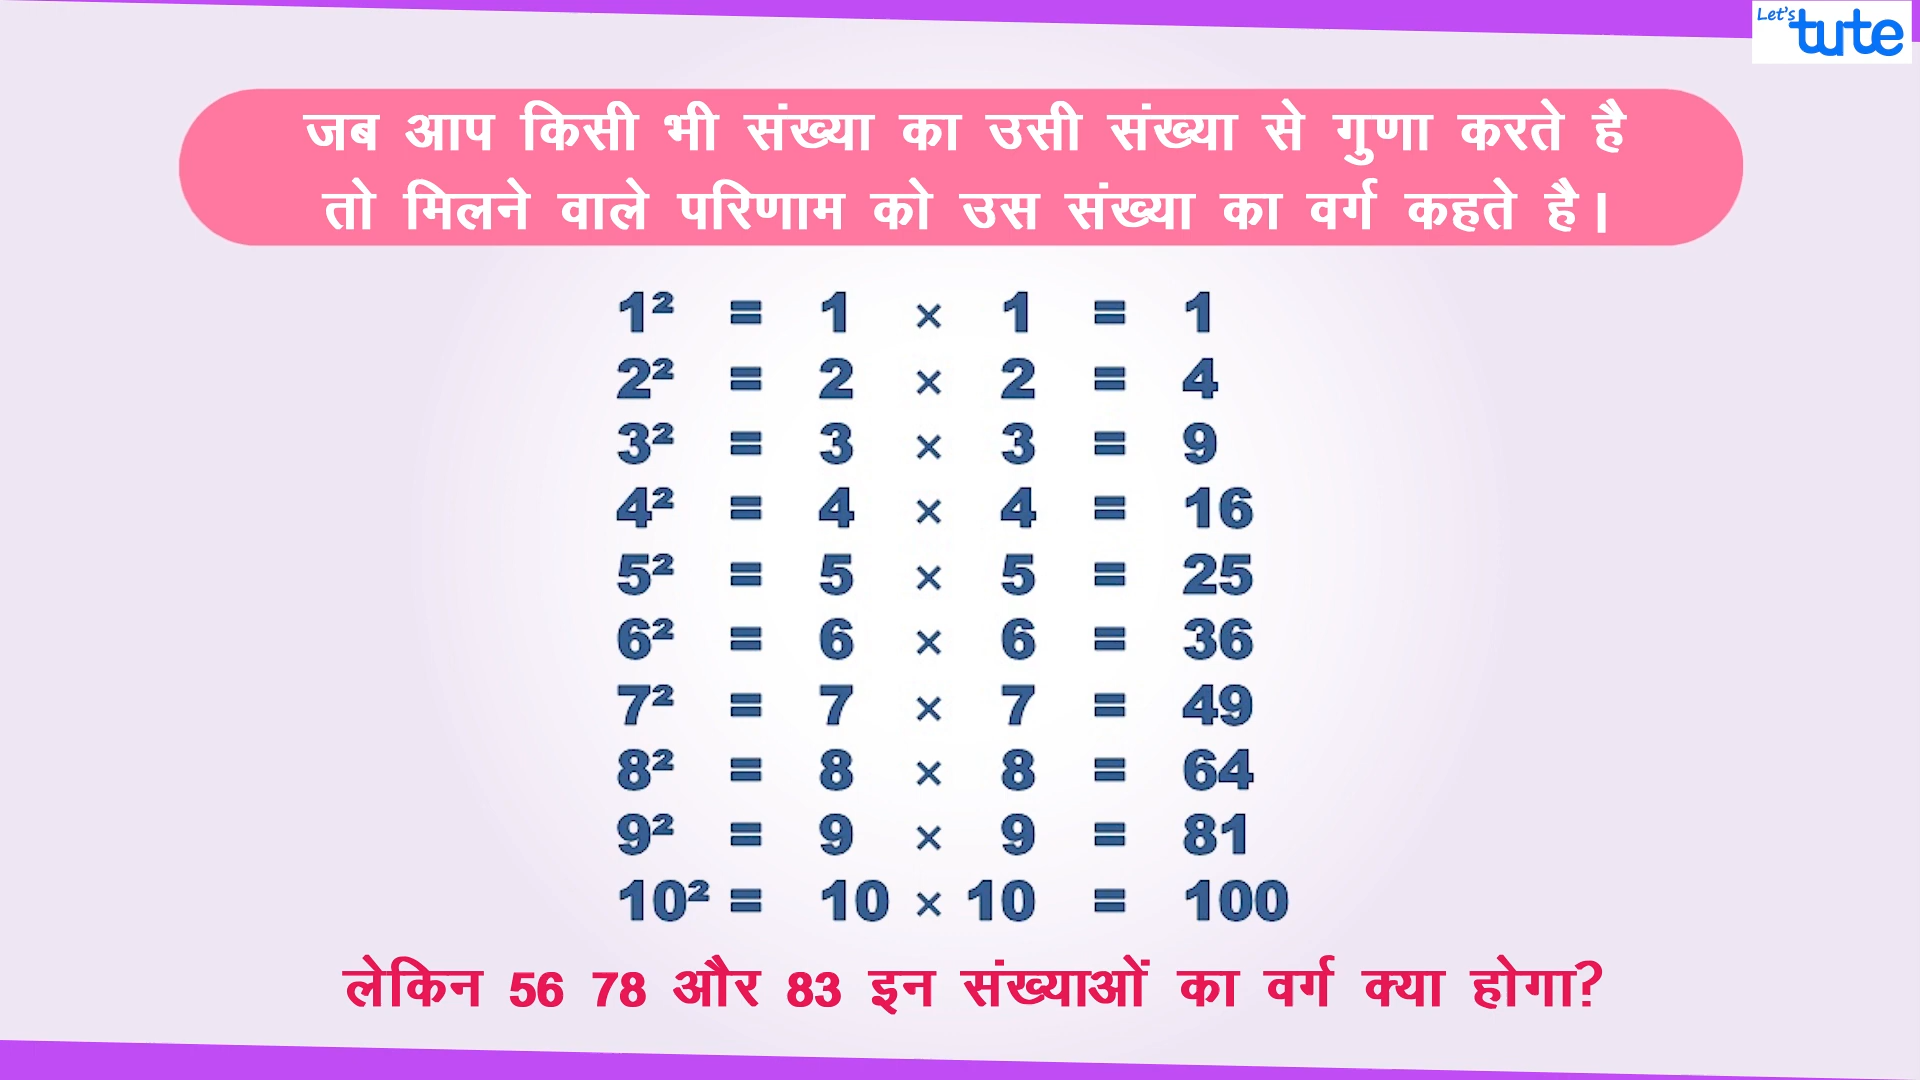 Let's tute
जब आप किसी भी संख्या का उसी संख्या से गुणा करते है
तो मिलने वाले परिणाम को उस संख्या का वर्ग कहते है।
1² = 1 × 1 = 1
2² = 2 × 2 = 4
3² = 3 × 3 = 9
4² = 4 × 4 = 16
5² = 5 × 5 = 25
6² = 6 × 6 = 36
7² = 7 × 7 = 49
8² = 8 × 8 = 64
9² = 9 × 9 = 81
10² = 10 × 10 = 100
लेकिन 56 78 और 83 इन संख्याओं का वर्ग क्या होगा?